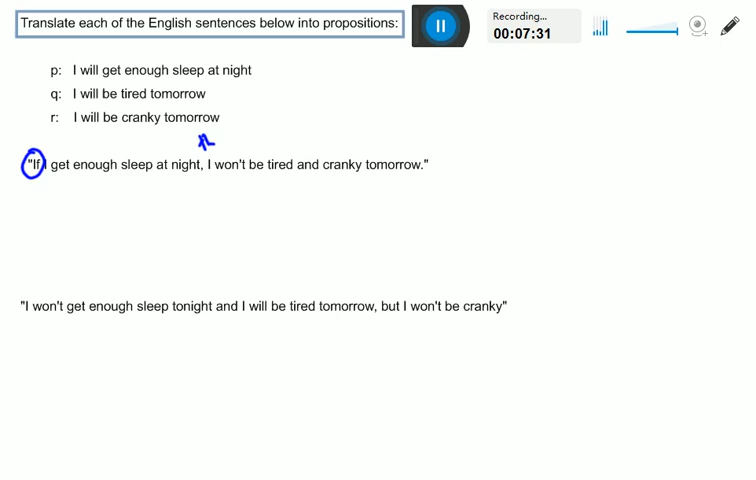 Translate each of the English sentences below into propositions:
Recording...
00:07:31
p: I will get enough sleep at night
q: I will be tired tomorrow
r: I will be cranky tomorrow
"If I get enough sleep at night, I won't be tired and cranky tomorrow."
"I won't get enough sleep tonight and I will be tired tomorrow, but I won't be cranky"